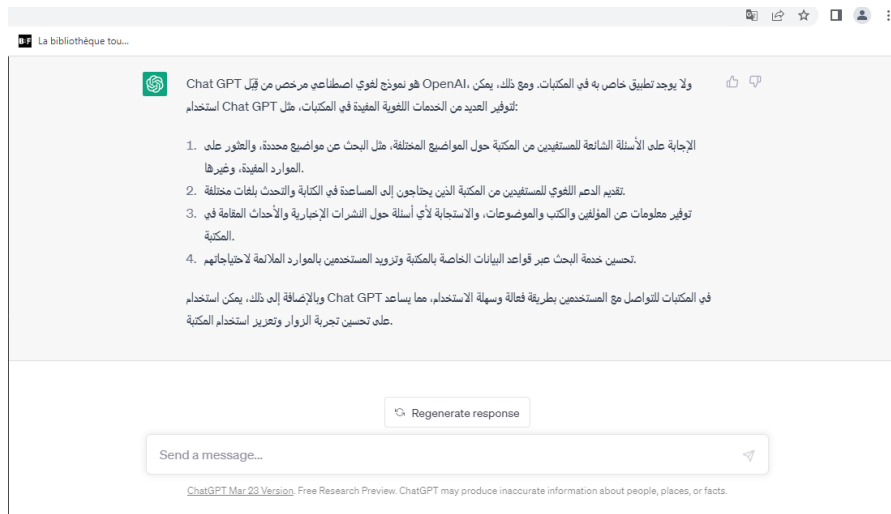 B:F La bibliothèque tou...
ولا يوجد تطبيق خاص به في المكتبات. ومع ذلك، يمكن ،OpenAI هو نموذج لغوي اصطناعي مرخص من قِبَل Chat GPT
:لتوفير العديد من الخدمات اللغوية المفيدة في المكتبات، مثل Chat GPT استخدام
1. الإجابة على الأسئلة الشائعة للمستفيدين من المكتبة حول المواضيع المختلفة، مثل البحث عن مواضيع محددة، والعثور على
.الموارد المفيدة، وغيرها
2. .تقديم الدعم اللغوي للمستفيدين من المكتبة الذين يحتاجون إلى المساعدة في الكتابة والتحدث بلغات مختلفة
3. توفير معلومات عن المؤلفين والكتب والموضوعات، والاستجابة لأي أسئلة حول النشرات الإخبارية والأحداث المقامة في
.المكتبة
4. .تحسين خدمة البحث عبر قواعد البيانات الخاصة بالمكتبة وتزويد المستخدمين بالموارد الملائمة لاحتياجاتهم
في المكتبات للتواصل مع المستخدمين بطريقة فعالة وسهلة الاستخدام، مما يساعد Chat GPT وبالإضافة إلى ذلك، يمكن استخدام
.على تحسين تجربة الزوار وتعزيز استخدام المكتبة
Regenerate response
Send a message...
ChatGPT Mar 23 Version. Free Research Preview. ChatGPT may produce inaccurate information about people, places, or facts.